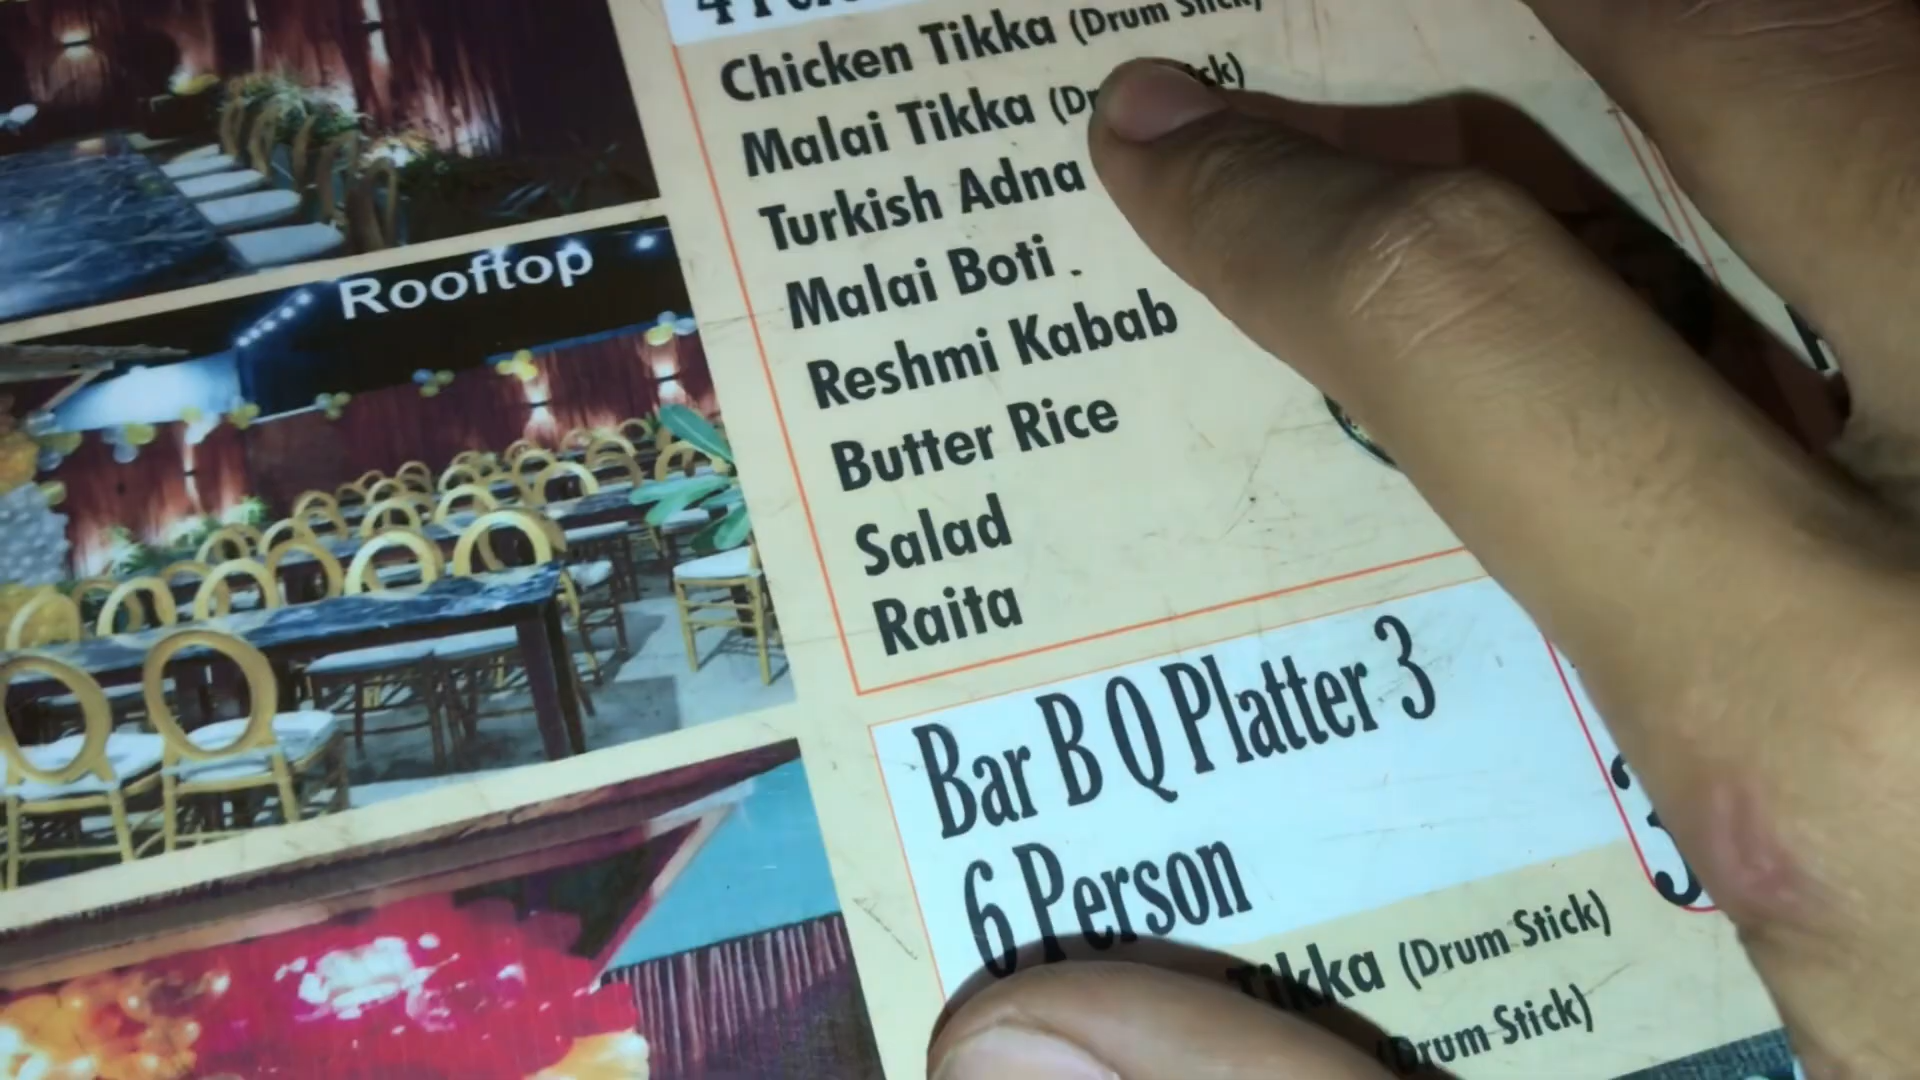 Rooftop
Chicken Tikka (Drum Stick)
Malai Tikka
Turkish Adna
Malai Boti .
Reshmi Kabab
Butter Rice
Salad
Raita
Bar B Q Platter 3
6 Person
Tikka (Drum Stick)
(Drum Stick)